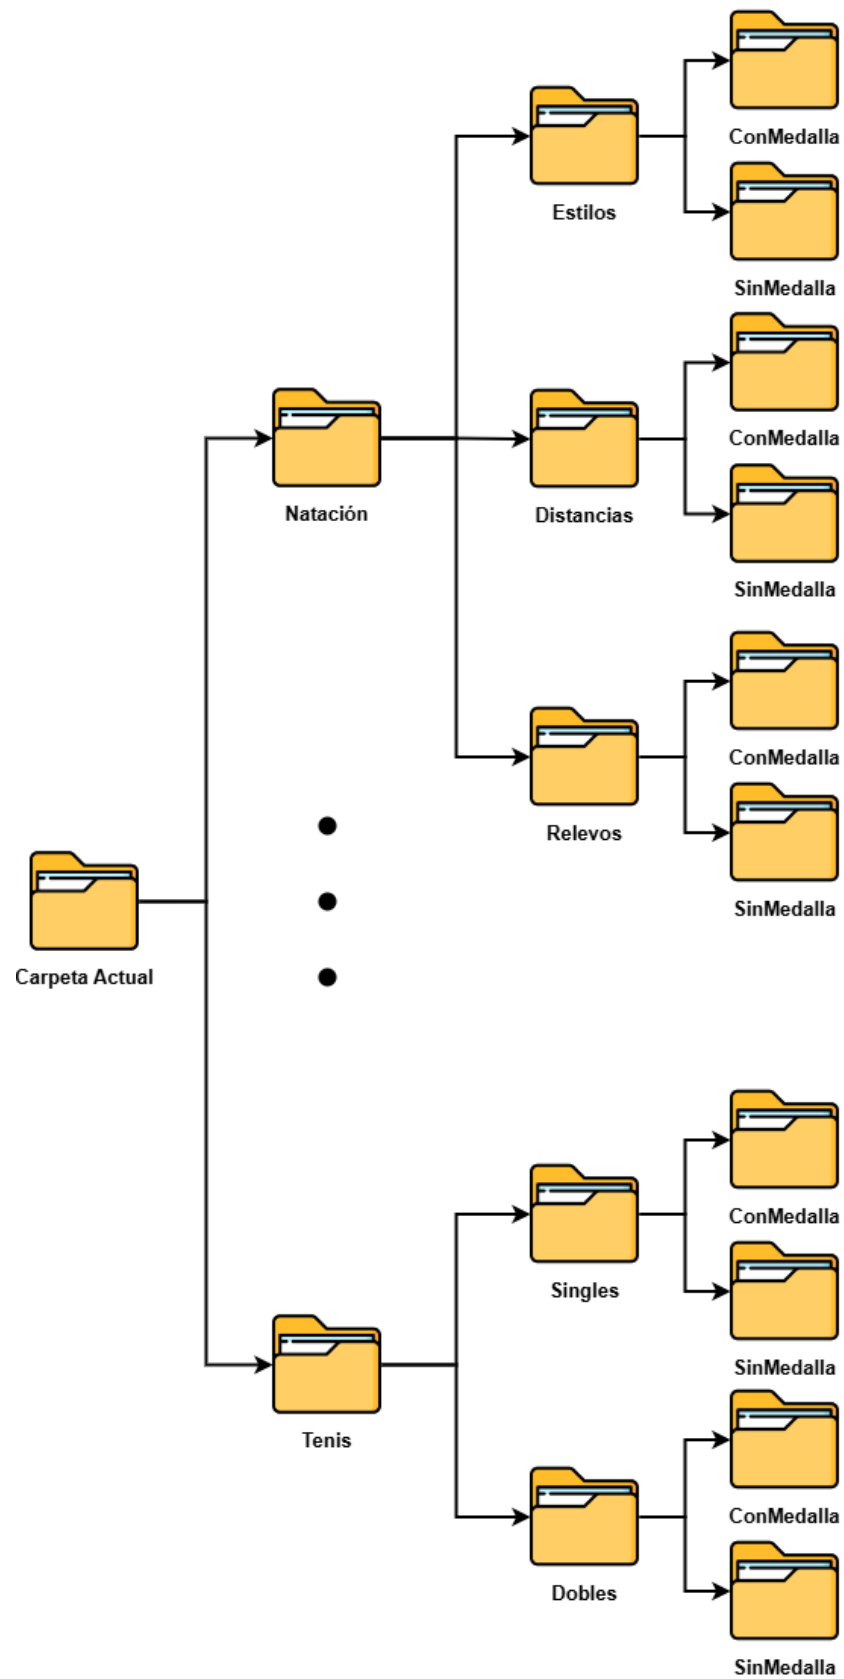 ConMedalla
Estilos
SinMedalla
ConMedalla
Natación
Distancias
SinMedalla
ConMedalla
Relevos
SinMedalla
Carpeta Actual
ConMedalla
Singles
SinMedalla
Tenis
ConMedalla
Dobles
SinMedalla